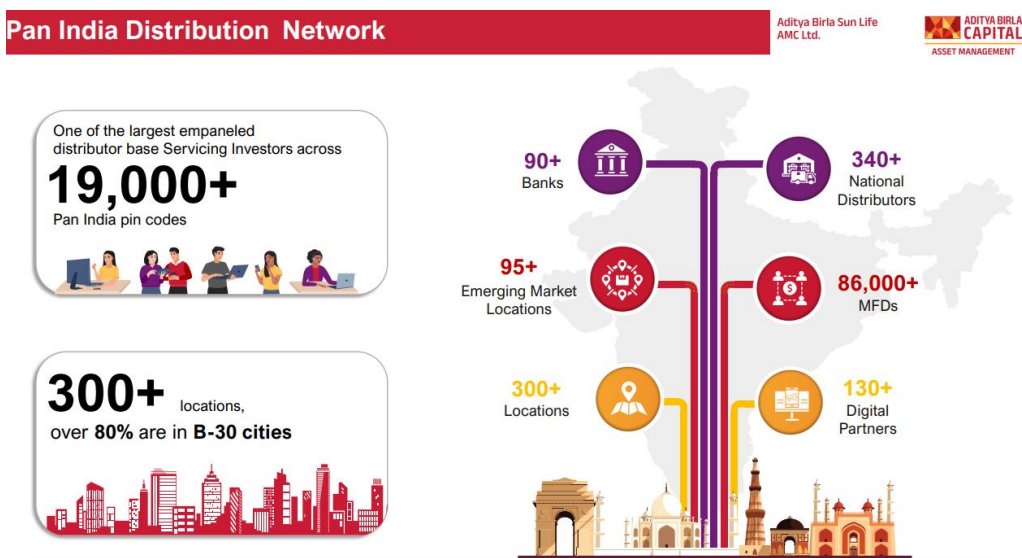 Pan India Distribution Network
Aditya Birla Sun Life
AMC Ltd.
ADITYA BIRLA
CAPITAL
ASSET MANAGEMENT
One of the largest empaneled
distributor base Servicing Investors across
19,000+
Pan India pin codes
300+ locations,
over 80% are in B-30 cities
90+
Banks
340+
National
Distributors
95+
Emerging Market
Locations
86,000+
MFDs
300+
Locations
130+
Digital
Partners